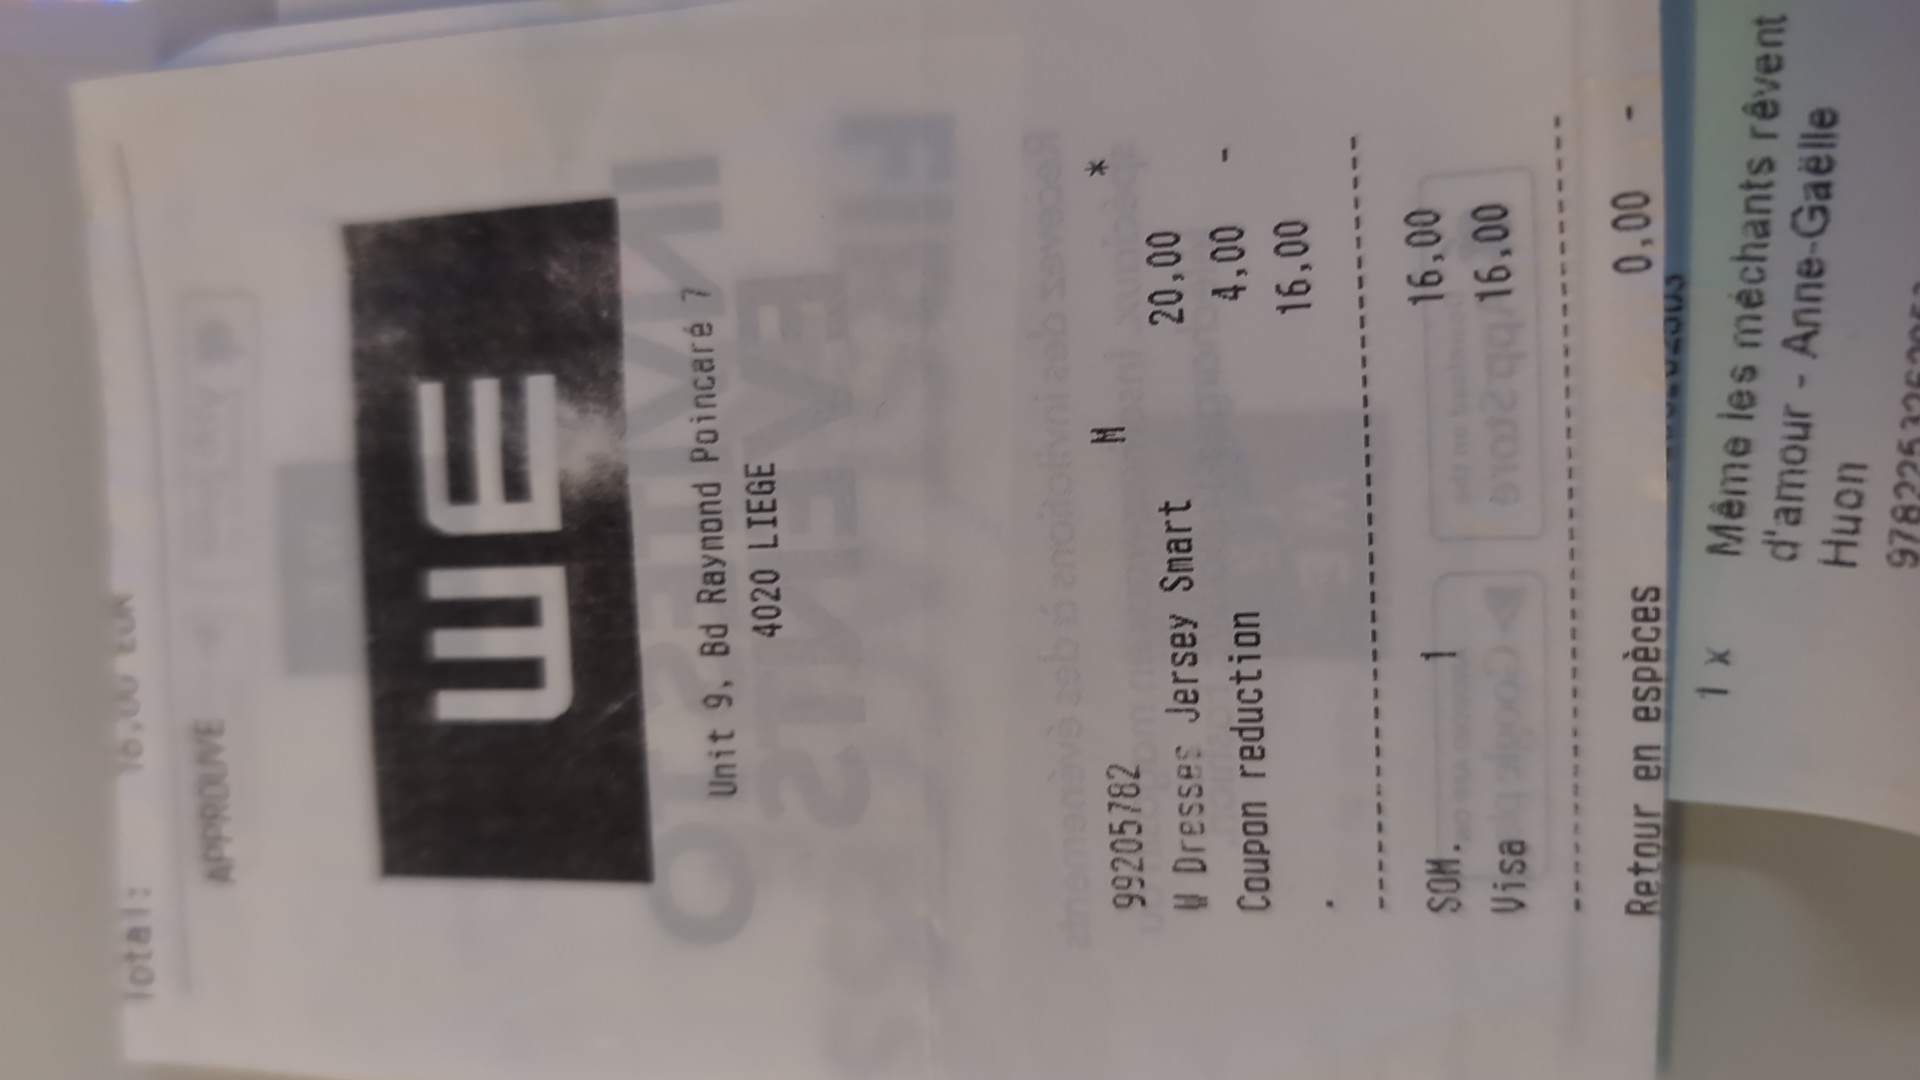 Total: 16,00 EUR
APPROUVE
WE
Unit 9, Bd Raymond Poincaré 7
4020 LIEGE
99205782 M *
W Dresses Jersey Smart 20,00
Coupon reduction 4,00 -
. 16,00
SOM. 1 16,00
Visa 16,00
Retour en espèces 0,00 -
1 x Même les méchants rêvent
d'amour - Anne-Gaëlle
Huon